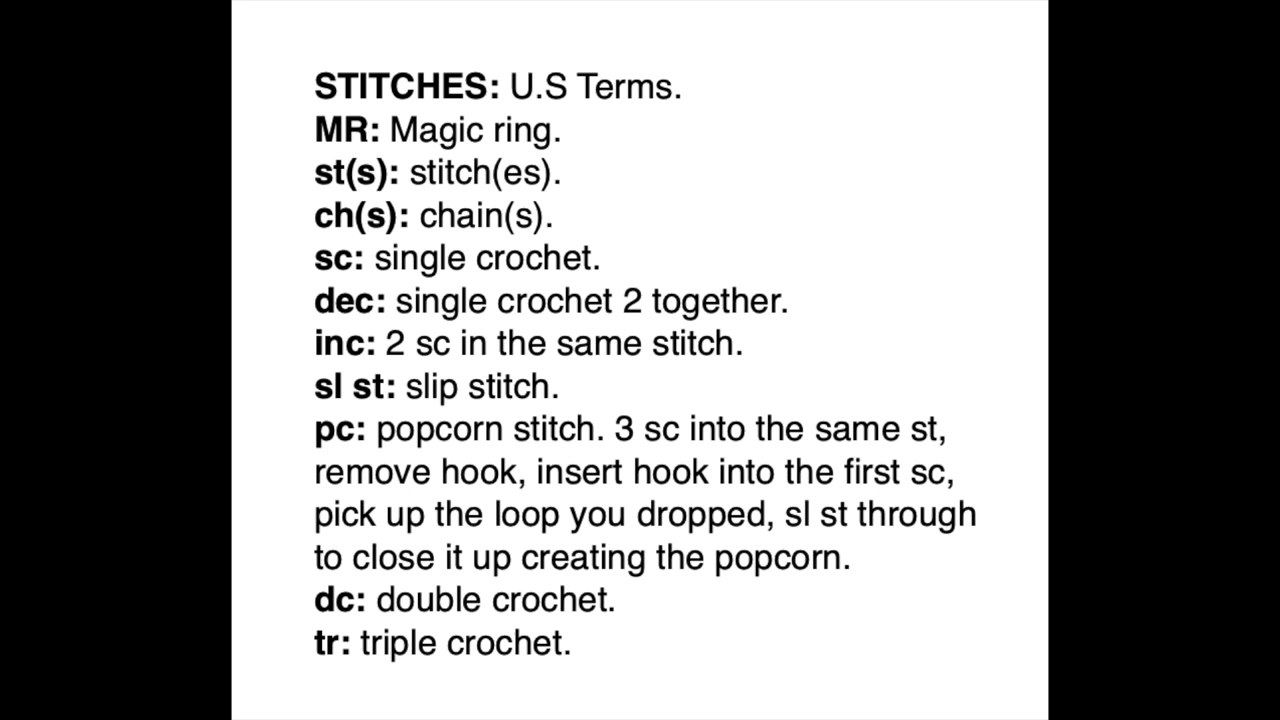 STITCHES: U.S Terms.
MR: Magic ring.
st(s): stitch(es).
ch(s): chain(s).
sc: single crochet.
dec: single crochet 2 together.
inc: 2 sc in the same stitch.
sl st: slip stitch.
pc: popcorn stitch. 3 sc into the same st,
remove hook, insert hook into the first sc,
pick up the loop you dropped, sl st through
to close it up creating the popcorn.
dc: double crochet.
tr: triple crochet.